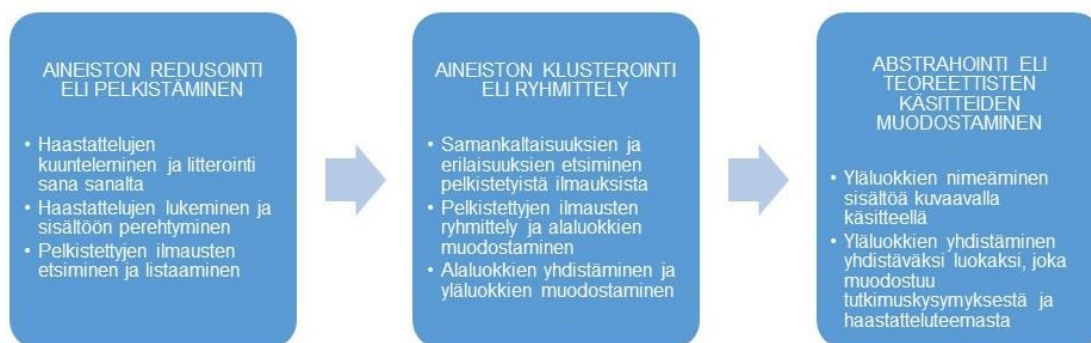 AINEISTON REDUSOINTI
ELI PELKISTÄMINEN
• Haastattelujen
kuunteleminen ja litterointi
sana sanalta
• Haastattelujen lukeminen ja
sisältöön perehtyminen
• Pelkistettyjen ilmausten
etsiminen ja listaaminen
AINEISTON KLUSTEROINTI
ELI RYHMITTELY
• Samankaltaisuuksien ja
erilaisuuksien etsiminen
pelkistetyistä ilmauksista
• Pelkistettyjen ilmausten
ryhmittely ja alaluokkien
muodostaminen
• Alaluokkien yhdistäminen ja
yläluokkien muodostaminen
ABSTRAHOINTI ELI
TEOREETTISTEN
KÄSITTEIDEN
MUODOSTAMINEN
• Yläluokkien nimeäminen
sisältöä kuvaavalla
käsitteellä
• Yläluokkien yhdistäminen
yhdistäväksi luokaksi, joka
muodostuu
tutkimuskysymyksestä ja
haastatteluteemasta